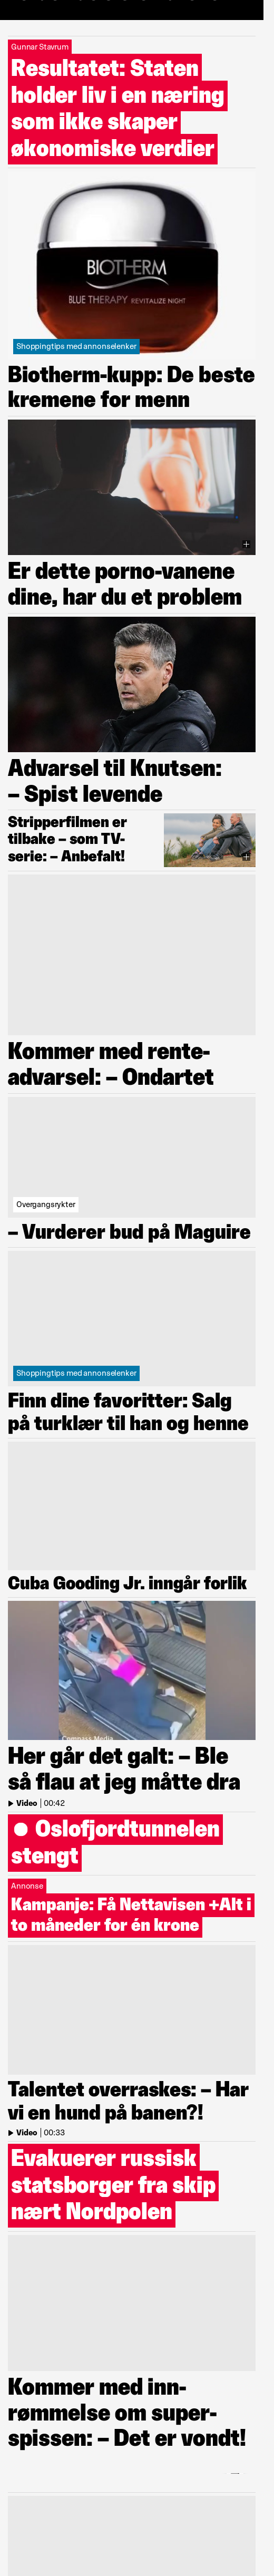 Gunnar Stavrum
Resultatet: Staten
holder liv i en næring
som ikke skaper
økonomiske verdier
BIOTHERM
BLUE THERAPY REVITALIZE NIGHT
Shoppingtips med annonselenker
Biotherm-kupp: De beste
kremene for menn
Er dette porno-vanene
dine, har du et problem
Advarsel til Knutsen:
– Spist levende
Stripperfilmen er
tilbake – som TV-
serie: – Anbefalt!
Kommer med rente-
advarsel: – Ondartet
Overgangsrykter
– Vurderer bud på Maguire
Shoppingtips med annonselenker
Finn dine favoritter: Salg
på turklær til han og henne
Cuba Gooding Jr. inngår forlik
Compass Media
Her går det galt: – Ble
så flau at jeg måtte dra
Video | 00:42
● Oslofjordtunnelen
stengt
Annonse
Kampanje: Få Nettavisen +Alt i
to måneder for én krone
Talentet overraskes: – Har
vi en hund på banen?!
Video | 00:33
Evakuerer russisk
statsborger fra skip
nært Nordpolen
Kommer med inn-
rømmelse om super-
spissen: – Det er vondt!